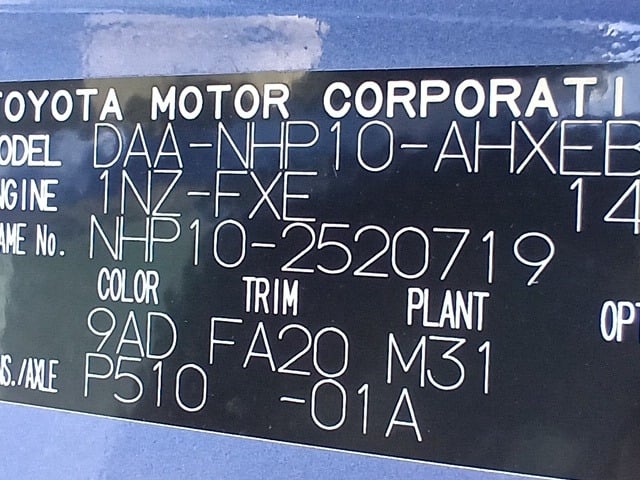 TOYOTA MOTOR CORPORATI
ODEL DAA-NHP10-AHXEB
NGINE 1NZ-FXE 14
AME No. NHP10-2520719
COLOR TRIM PLANT OPT
9AD FA20 M31
NS./AXLE P510 -01A